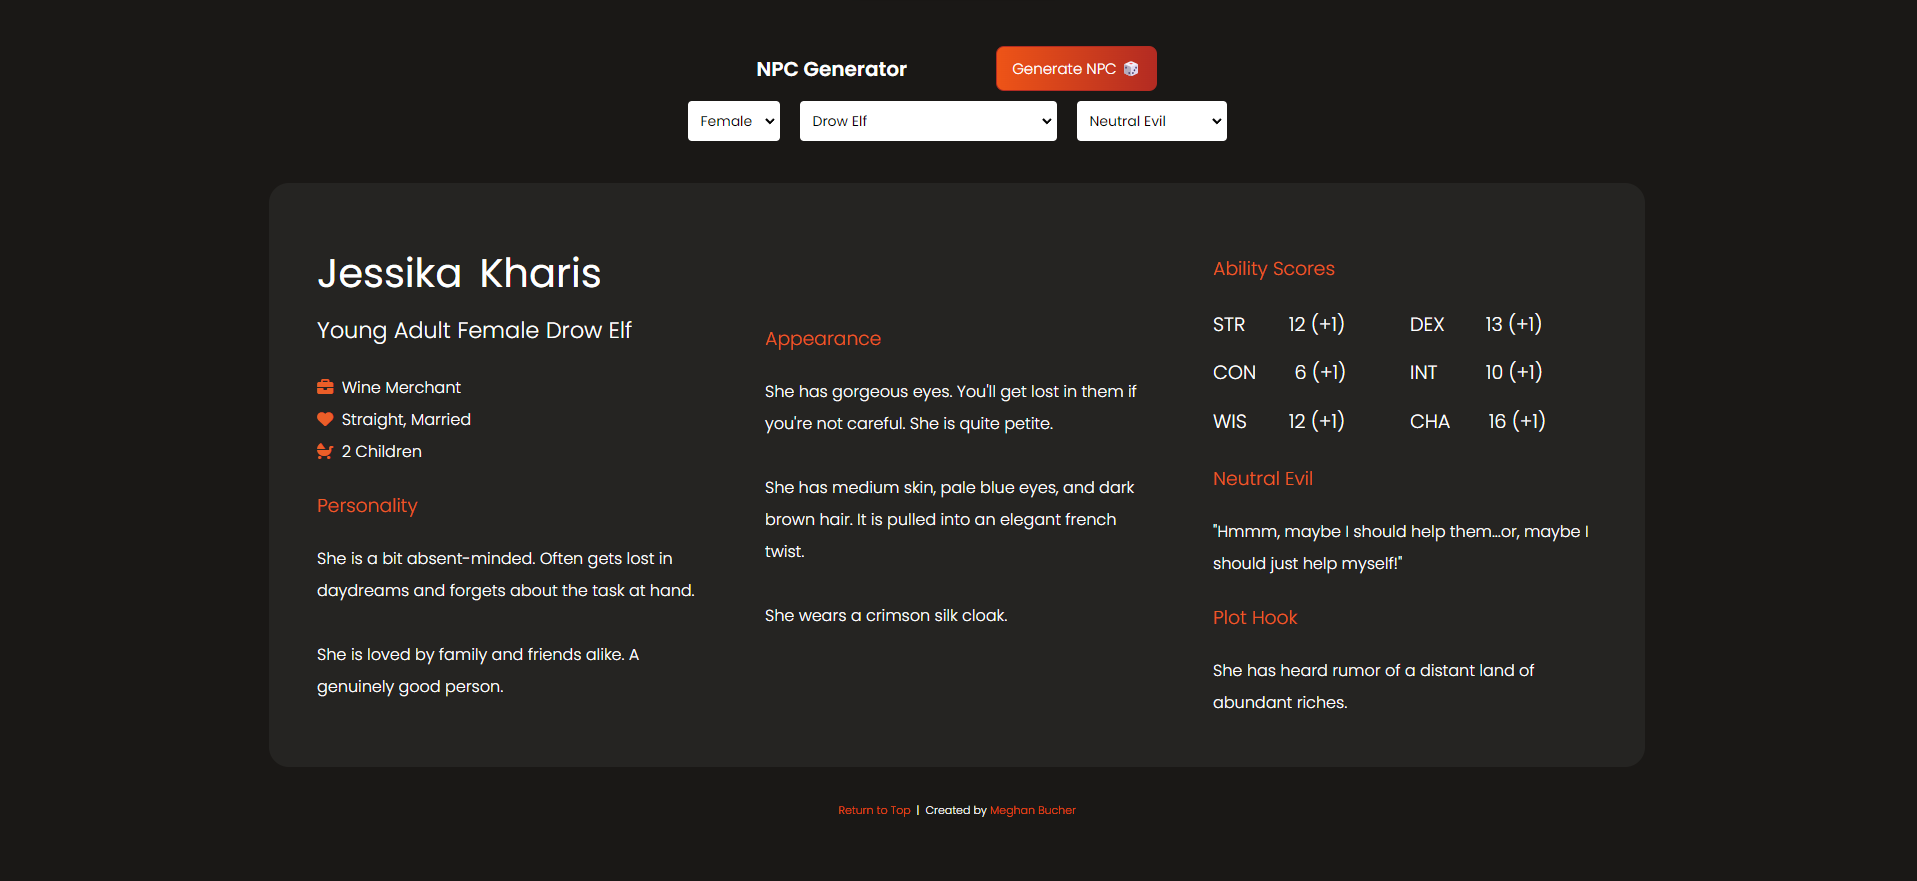 NPC Generator
Generate NPC
Female
Drow Elf
Neutral Evil
Jessika Kharis
Young Adult Female Drow Elf
Wine Merchant
Straight, Married
2 Children
Personality
She is a bit absent-minded. Often gets lost in
daydreams and forgets about the task at hand.
She is loved by family and friends alike. A
genuinely good person.
Appearance
She has gorgeous eyes. You'll get lost in them if
you're not careful. She is quite petite.
She has medium skin, pale blue eyes, and dark
brown hair. It is pulled into an elegant french
twist.
She wears a crimson silk cloak.
Ability Scores
STR 12 (+1) DEX 13 (+1)
CON 6 (+1) INT 10 (+1)
WIS 12 (+1) CHA 16 (+1)
Neutral Evil
"Hmmm, maybe I should help them...or, maybe I
should just help myself!"
Plot Hook
She has heard rumor of a distant land of
abundant riches.
Return to Top | Created by Meghan Bucher